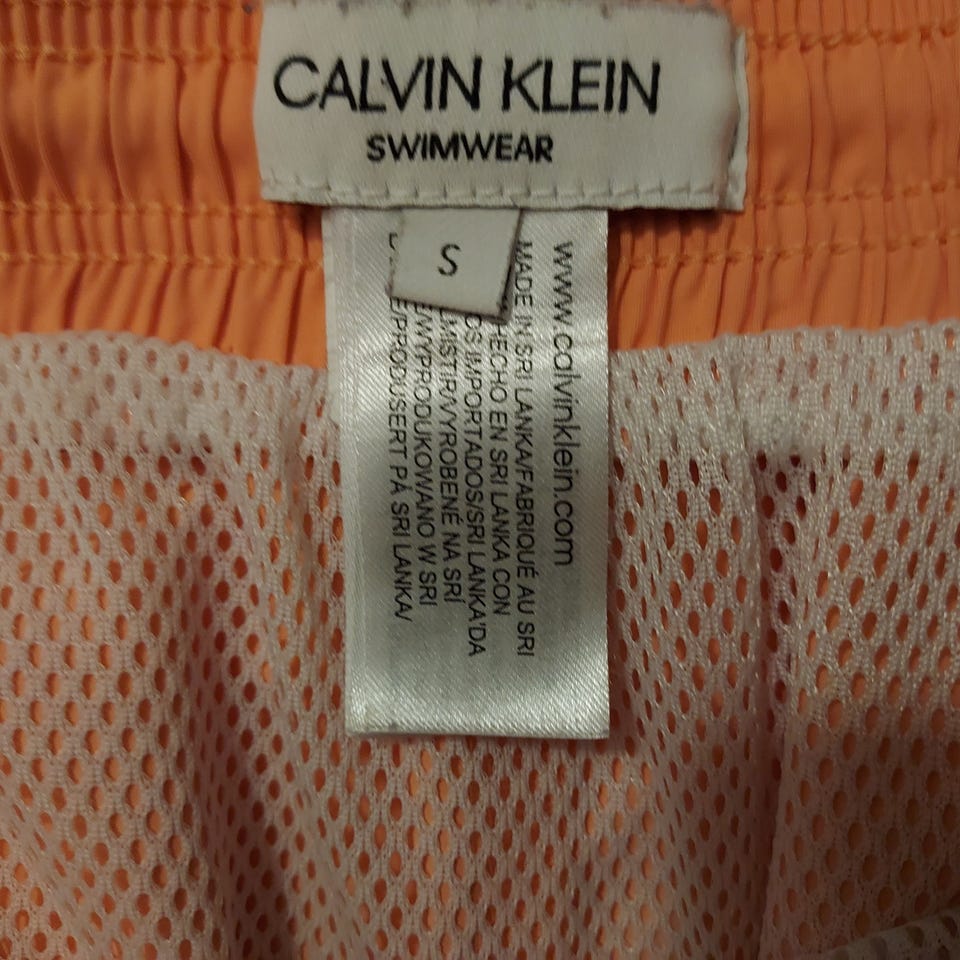 CALVIN KLEIN
SWIMWEAR
S
www.calvinklein.com
MADE IN SRI LANKA/FABRIQUÉ AU SRI
HECHO EN SRI LANKA CON
IMPORTADOS/SRI LANKA'DA
VYROBENÉ NA SRÍ
/WYPRODUKOWANO W SRI
/PRODUSERT PÅ SRI LANKA/